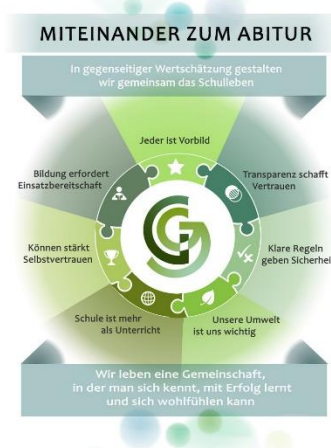 MITEINANDER ZUM ABITUR
In gegenseitiger Wertschätzung gestalten
wir gemeinsam das Schulleben
Jeder ist Vorbild
Bildung erfordert
Einsatzbereitschaft
Transparenz schafft
Vertrauen
Können stärkt
Selbstvertrauen
Klare Regeln
geben Sicherhei
Schule ist mehr
als Unterricht
Unsere Umwelt
ist uns wichtig
Wir leben eine Gemeinschaft,
in der man sich kennt, mit Erfolg lernt
und sich wohlfühlen kann